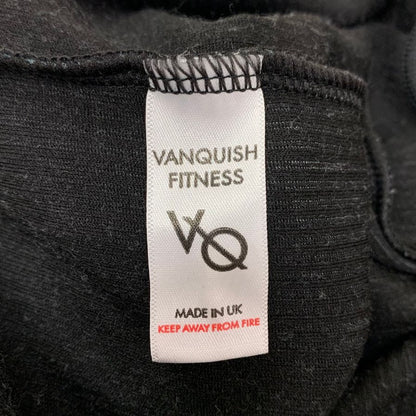 VANQUISH
FITNESS
VQ
MADE IN UK
KEEP AWAY FROM FIRE